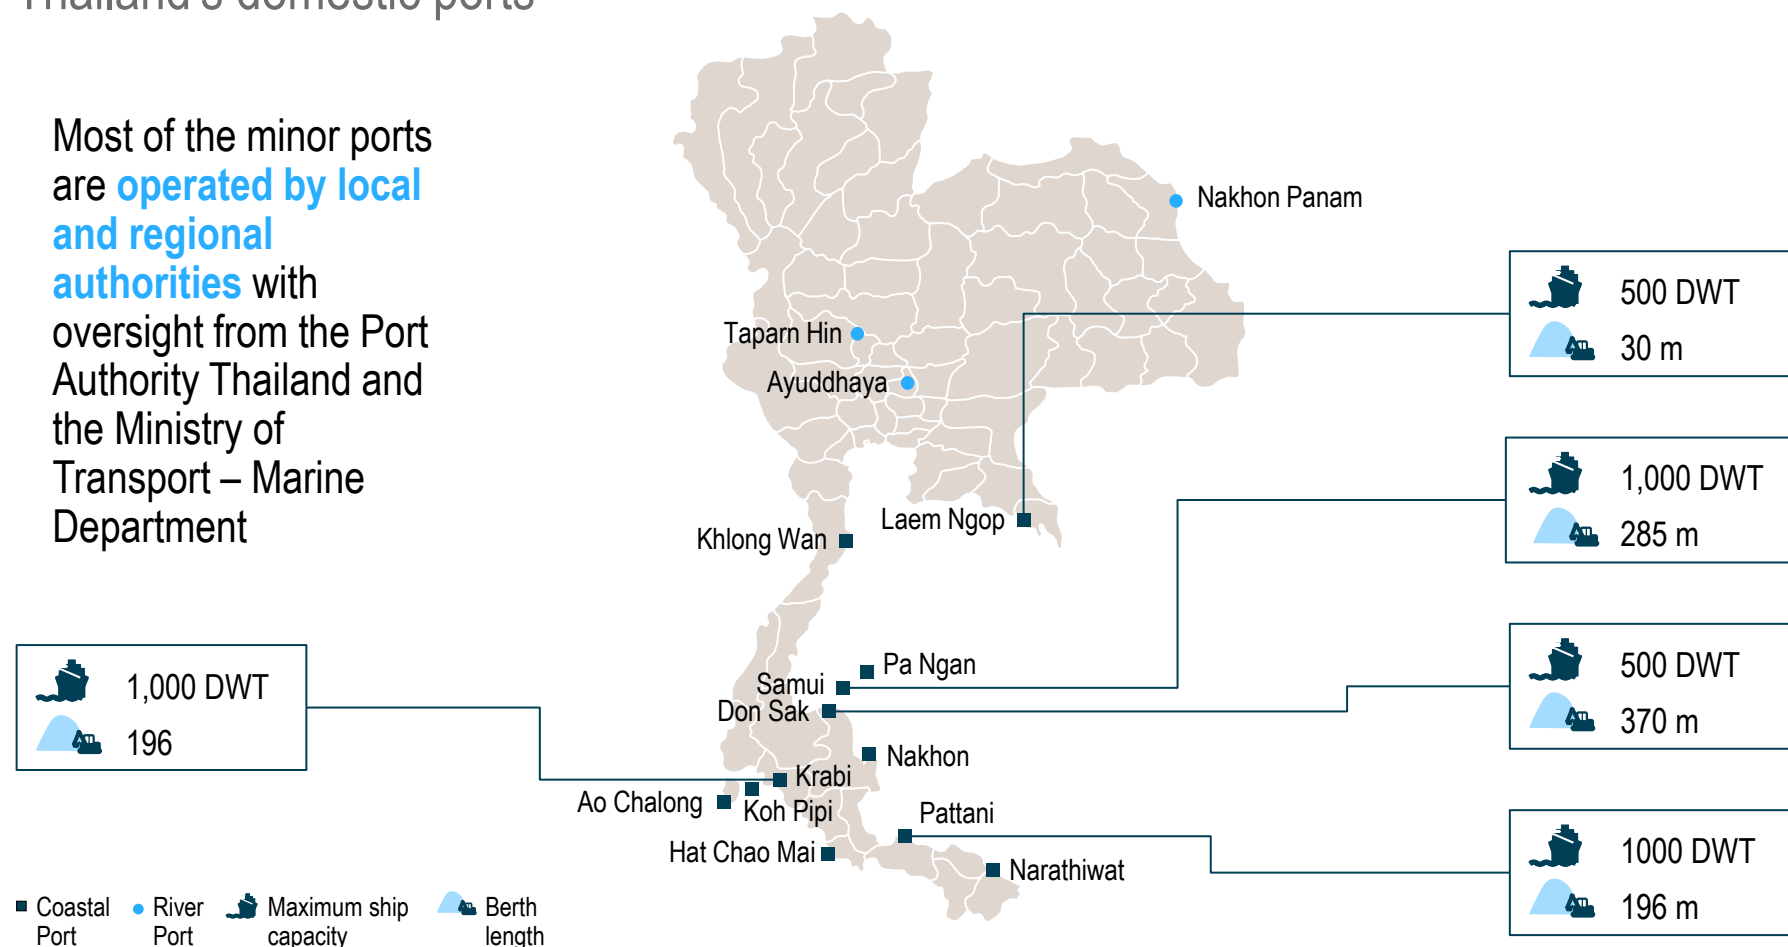 Thailand's domestic ports
Most of the minor ports
are operated by local
and regional
authorities with
oversight from the Port
Authority Thailand and
the Ministry of
Transport – Marine
Department
Nakhon Panam
Taparn Hin
Ayuddhaya
Laem Ngop
Khlong Wan
Pa Ngan
Samui
Don Sak
Nakhon
Krabi
Ao Chalong
Koh Pipi
Pattani
Hat Chao Mai
Narathiwat
500 DWT
30 m
1,000 DWT
285 m
500 DWT
370 m
1000 DWT
196 m
1,000 DWT
196
Coastal
Port
River
Port
Maximum ship
capacity
Berth
length